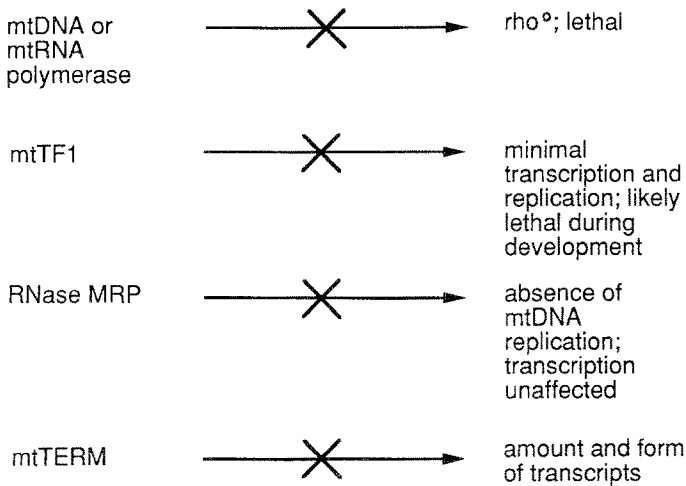 mtDNA or
mtRNA
polymerase
rho°; lethal
mtTF1
minimal
transcription and
replication; likely
lethal during
development
RNase MRP
absence of
mtDNA
replication;
transcription
unaffected
mtTERM
amount and form
of transcripts